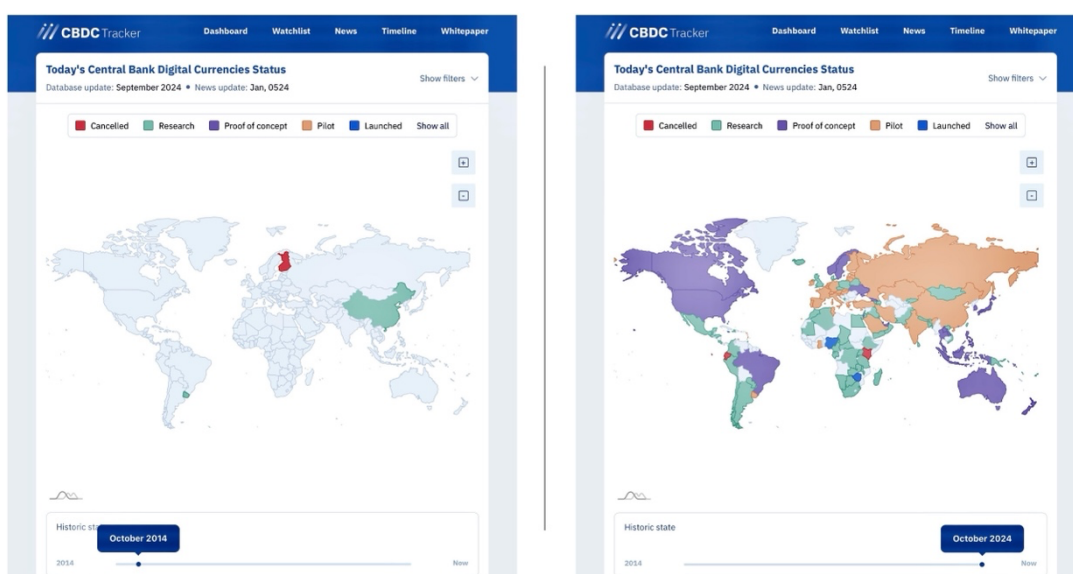 CBDC Tracker
Dashboard Watchlist News Timeline Whitepaper
Today's Central Bank Digital Currencies Status
Database update: September 2024 • News update: Jan, 0524
Show filters
Cancelled Research Proof of concept Pilot Launched Show all
Historic sta
October 2014
2014 Now
CBDC Tracker
Dashboard Watchlist News Timeline Whitepaper
Today's Central Bank Digital Currencies Status
Database update: September 2024 • News update: Jan, 0524
Show filters
Cancelled Research Proof of concept Pilot Launched Show all
Historic state
October 2024
2014 Now